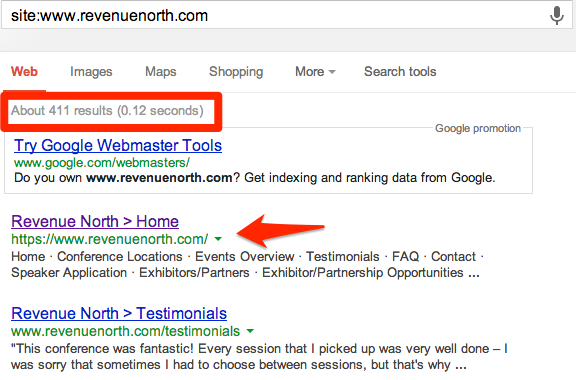 site:www.revenuenorth.com
Web Images Maps Shopping More Search tools
About 411 results (0.12 seconds)
Google promotion
Try Google Webmaster Tools
www.google.com/webmasters/
Do you own www.revenuenorth.com? Get indexing and ranking data from Google.
Revenue North > Home
https://www.revenuenorth.com/
Home · Conference Locations · Events Overview · Testimonials · FAQ · Contact ·
Speaker Application · Exhibitors/Partners · Exhibitor/Partnership Opportunities ...
Revenue North > Testimonials
www.revenuenorth.com/testimonials
"This conference was fantastic! Every session that I picked up was very well done – I
was sorry that sometimes I had to choose between sessions, but that's why ...